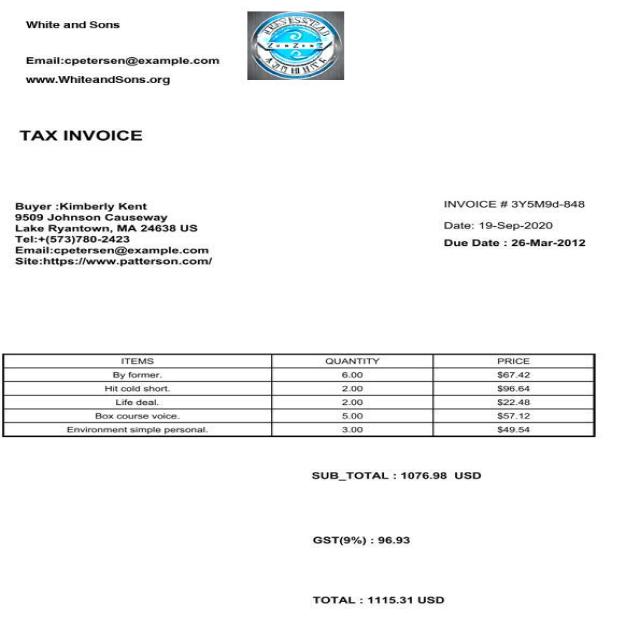 White and Sons
Email:cpetersen@example.com
www.WhiteandSons.org
TAX INVOICE
Buyer :Kimberly Kent
9509 Johnson Causeway
Lake Ryantown, MA 24638 US
Tel:+(573)780-2423
Email:cpetersen@example.com
Site:https://www.patterson.com/
INVOICE # 3Y5M9d-848
Date: 19-Sep-2020
Due Date : 26-Mar-2012
ITEMS QUANTITY PRICE
By former. 6.00 $67.42
Hit cold short. 2.00 $96.64
Life deal. 2.00 $22.48
Box course voice. 5.00 $57.12
Environment simple personal. 3.00 $49.54
SUB_TOTAL : 1076.98 USD
GST(9%) : 96.93
TOTAL : 1115.31 USD